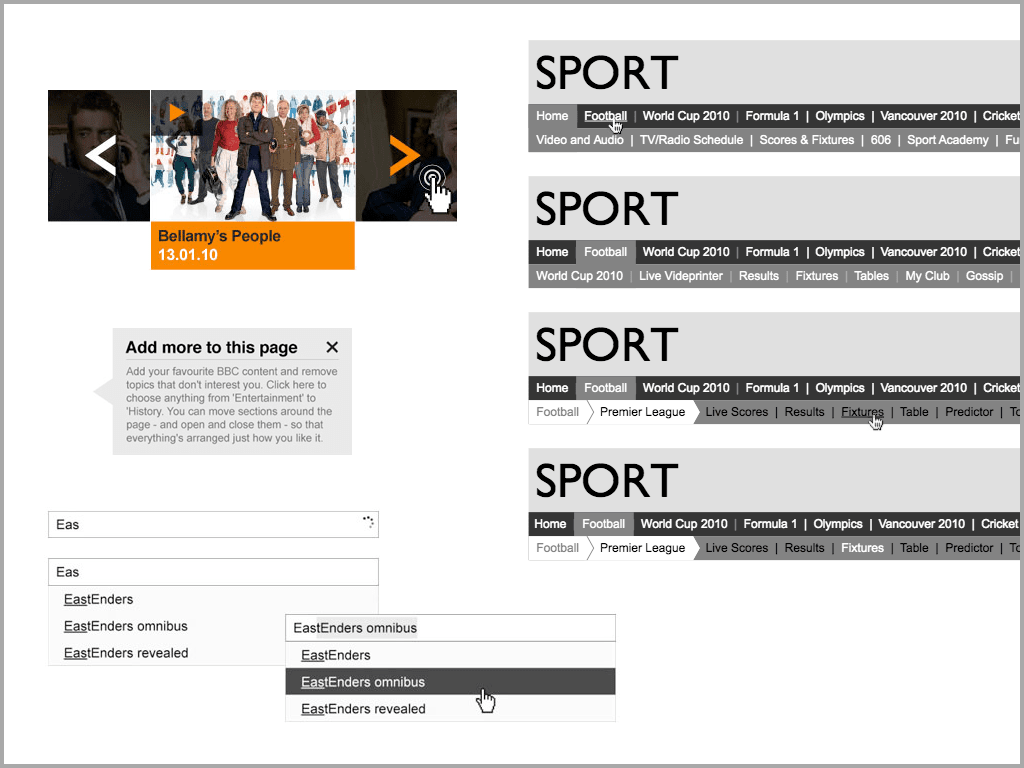 Bellamy's People
13.01.10
Add more to this page
Add your favourite BBC content and remove
topics that don't interest you. Click here to
choose anything from 'Entertainment' to
'History. You can move sections around the
page - and open and close them - so that
everything's arranged just how you like it.
Eas
Eas
EastEnders
EastEnders omnibus
EastEnders revealed
EastEnders omnibus
EastEnders
EastEnders omnibus
EastEnders revealed
SPORT
Home Football | World Cup 2010 | Formula 1 | Olympics | Vancouver 2010 | Cricket
Video and Audio | TV/Radio Schedule | Scores & Fixtures | 606 | Sport Academy | Fu
SPORT
Home Football World Cup 2010 | Formula 1 | Olympics | Vancouver 2010 | Cricket
World Cup 2010 | Live Videprinter | Results | Fixtures | Tables | My Club | Gossip |
SPORT
Home Football World Cup 2010 | Formula 1 | Olympics | Vancouver 2010 | Cricket
Football Premier League Live Scores | Results | Fixtures | Table | Predictor | To
SPORT
Home Football World Cup 2010 | Formula 1 | Olympics | Vancouver 2010 | Cricket
Football Premier League Live Scores | Results | Fixtures | Table | Predictor | To